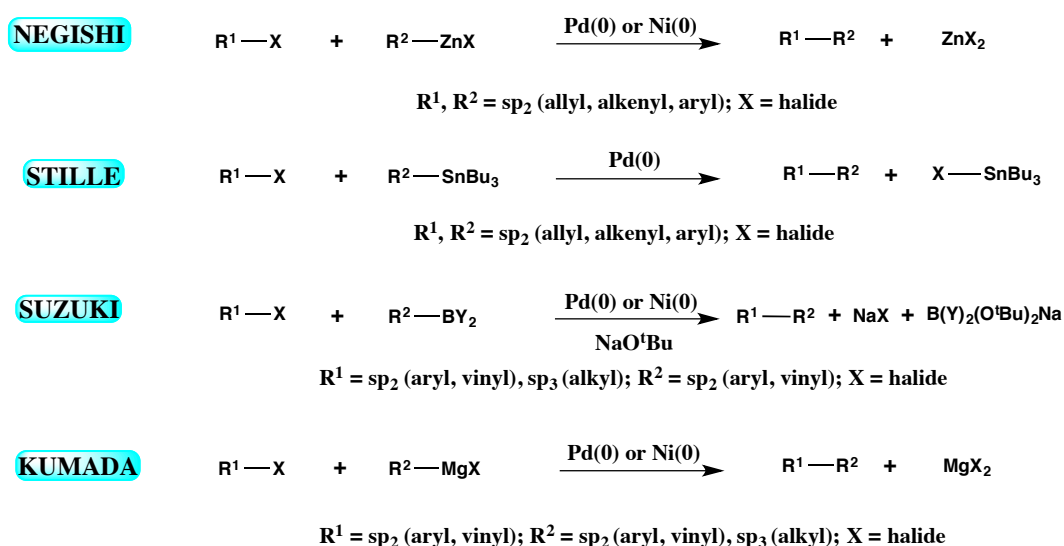 NEGISHI R¹—X + R²—ZnX Pd(0) or Ni(0) R¹—R² + ZnX₂
R¹, R² = sp₂ (allyl, alkenyl, aryl); X = halide
STILLE R¹—X + R²—SnBu₃ Pd(0) R¹—R² + X—SnBu₃
R¹, R² = sp₂ (allyl, alkenyl, aryl); X = halide
SUZUKI R¹—X + R²—BY₂ Pd(0) or Ni(0) R¹—R² + NaX + B(Y)₂(OᵗBu)₂Na
NaOᵗBu
R¹ = sp₂ (aryl, vinyl), sp₃ (alkyl); R² = sp₂ (aryl, vinyl); X = halide
KUMADA R¹—X + R²—MgX Pd(0) or Ni(0) R¹—R² + MgX₂
R¹ = sp₂ (aryl, vinyl); R² = sp₂ (aryl, vinyl), sp₃ (alkyl); X = halide